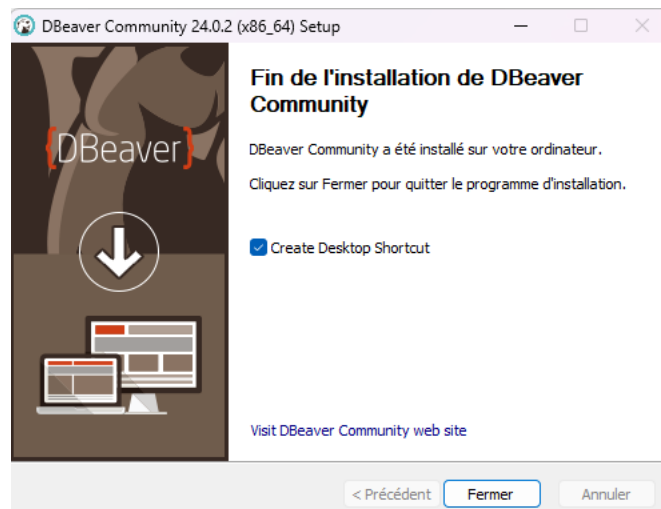 DBeaver Community 24.0.2 (x86_64) Setup
Fin de l'installation de DBeaver
Community
{DBeaver}
DBeaver Community a été installé sur votre ordinateur.
Cliquez sur Fermer pour quitter le programme d'installation.
Create Desktop Shortcut
Visit DBeaver Community web site
< Précédent
Fermer
Annuler